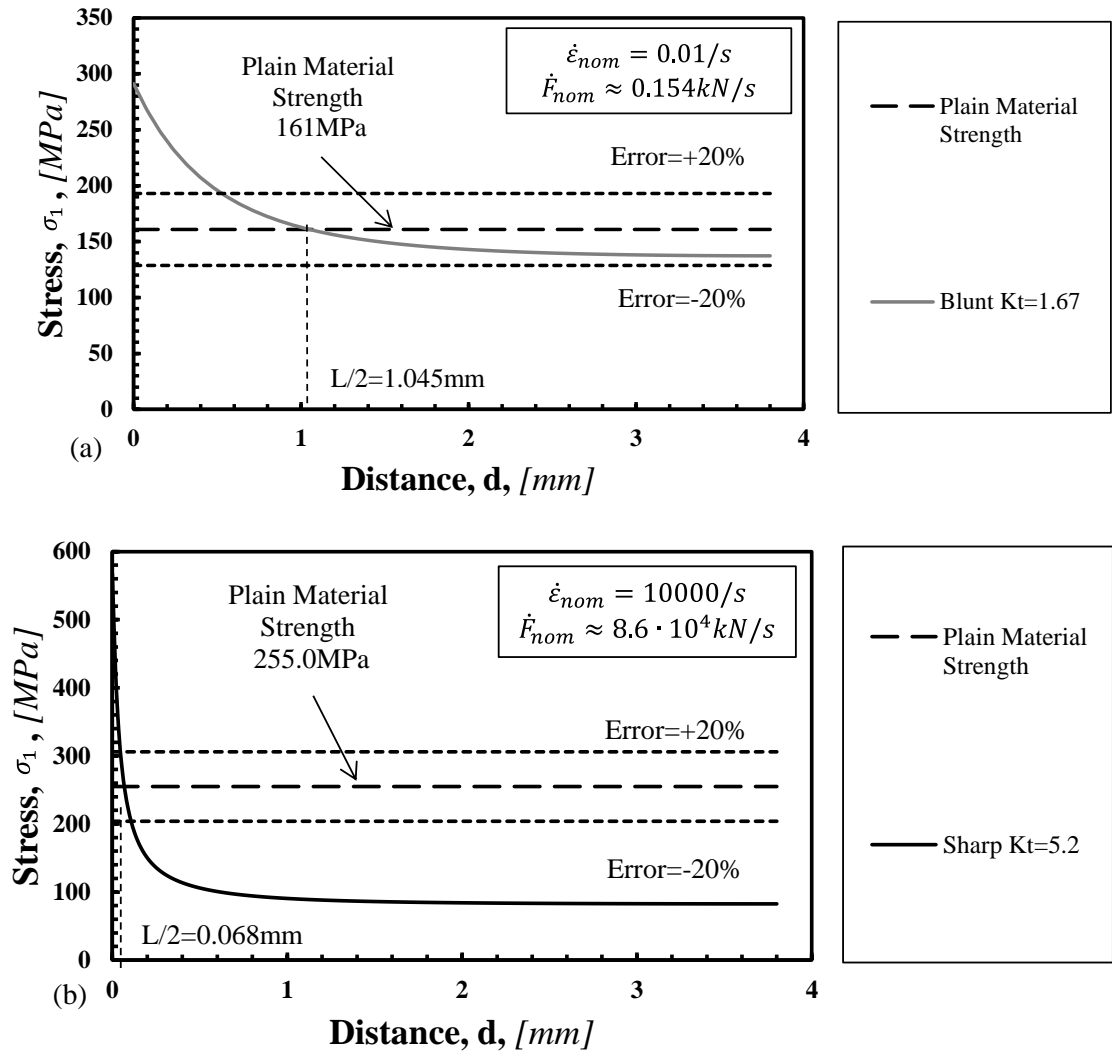 350
300
250
200
150
100
50
0
Stress, σ1 , [MPa]
Plain Material
Strength
161MPa
ε̇nom = 0.01/s
Ḟnom ≈ 0.154kN/s
Error=+20%
Error=-20%
L/2=1.045mm
0 1 2 3 4
(a)
Distance, d, [mm]
Plain Material
Strength
Blunt Kt=1.67
600
500
400
300
200
100
0
Stress, σ1 , [MPa]
Plain Material
Strength
255.0MPa
ε̇nom = 10000/s
Ḟnom ≈ 8.6 · 10⁴kN/s
Error=+20%
Error=-20%
L/2=0.068mm
0 1 2 3 4
(b)
Distance, d, [mm]
Plain Material
Strength
Sharp Kt=5.2